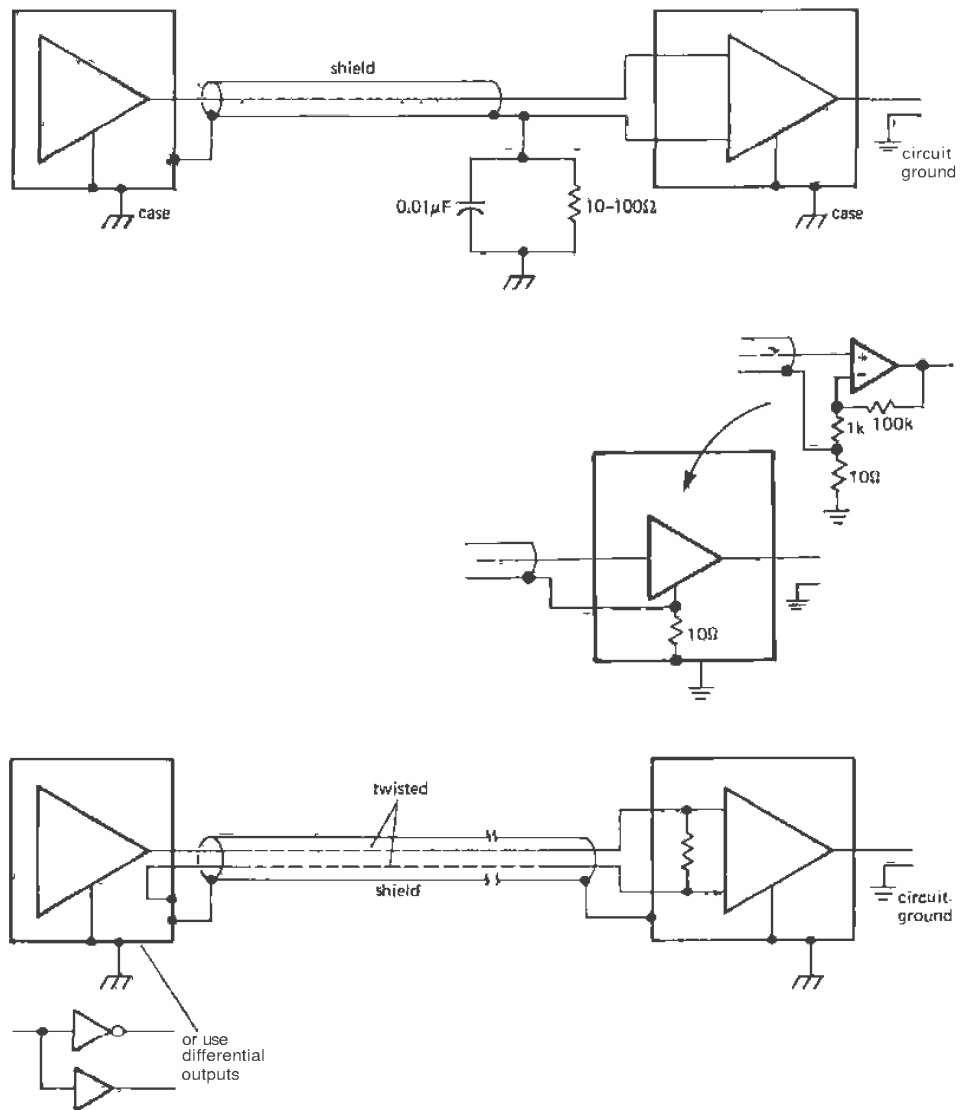 shield
circuit
ground
case
0.01µF
10-100Ω
case
+
−
1k
100k
10Ω
10Ω
twisted
shield
circuit
ground
or use
differential
outputs